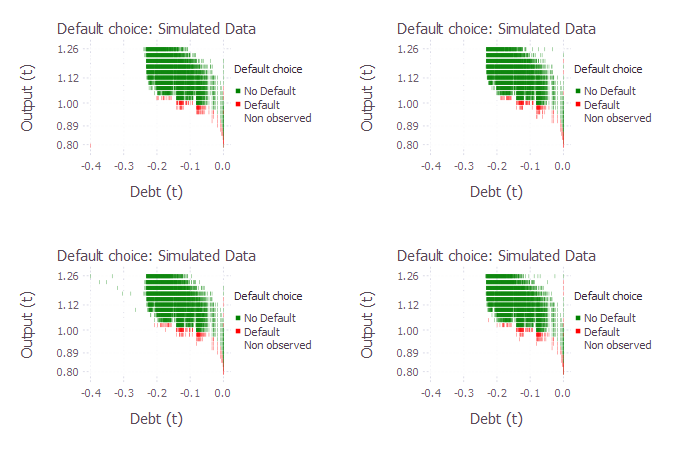 Default choice: Simulated Data
Output (t)
1.26
1.12
1.00
0.89
0.80
-0.4 -0.3 -0.2 -0.1 0.0
Debt (t)
Default choice
No Default
Default
Non observed
Default choice: Simulated Data
Output (t)
1.26
1.12
1.00
0.89
0.80
-0.4 -0.3 -0.2 -0.1 0.0
Debt (t)
Default choice
No Default
Default
Non observed
Default choice: Simulated Data
Output (t)
1.26
1.12
1.00
0.89
0.80
-0.4 -0.3 -0.2 -0.1 0.0
Debt (t)
Default choice
No Default
Default
Non observed
Default choice: Simulated Data
Output (t)
1.26
1.12
1.00
0.89
0.80
-0.4 -0.3 -0.2 -0.1 0.0
Debt (t)
Default choice
No Default
Default
Non observed